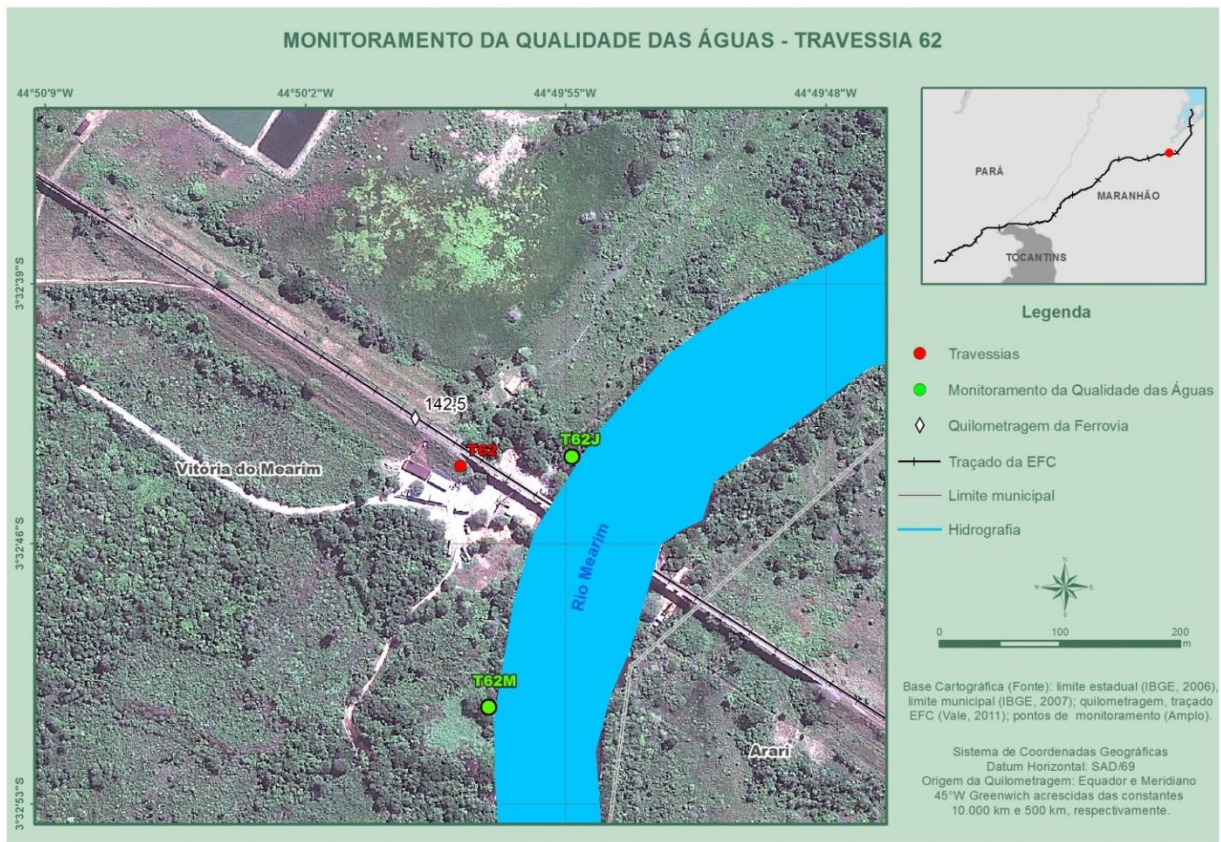 MONITORAMENTO DA QUALIDADE DAS ÁGUAS - TRAVESSIA 62
44°50'9"W
44°50'2"W
44°49'55"W
44°49'48"W
3°32'39"S
3°32'46"S
3°32'53"S
142,5
T62
T62J
Vitória do Mearim
Rio Mearim
T62M
Arari
PARÁ
MARANHÃO
TOCANTINS
Legenda
Travessias
Monitoramento da Qualidade das Águas
Quilometragem da Ferrovia
Traçado da EFC
Limite municipal
Hidrografia
N
W
E
S
0
100
200
m
Base Cartográfica (Fonte): limite estadual (IBGE, 2006),
limite municipal (IBGE, 2007); quilometragem, traçado
EFC (Vale, 2011); pontos de monitoramento (Amplo).
Sistema de Coordenadas Geográficas
Datum Horizontal: SAD/69
Origem da Quilometragem: Equador e Meridiano
45°W Greenwich acrescidas das constantes
10.000 km e 500 km, respectivamente.